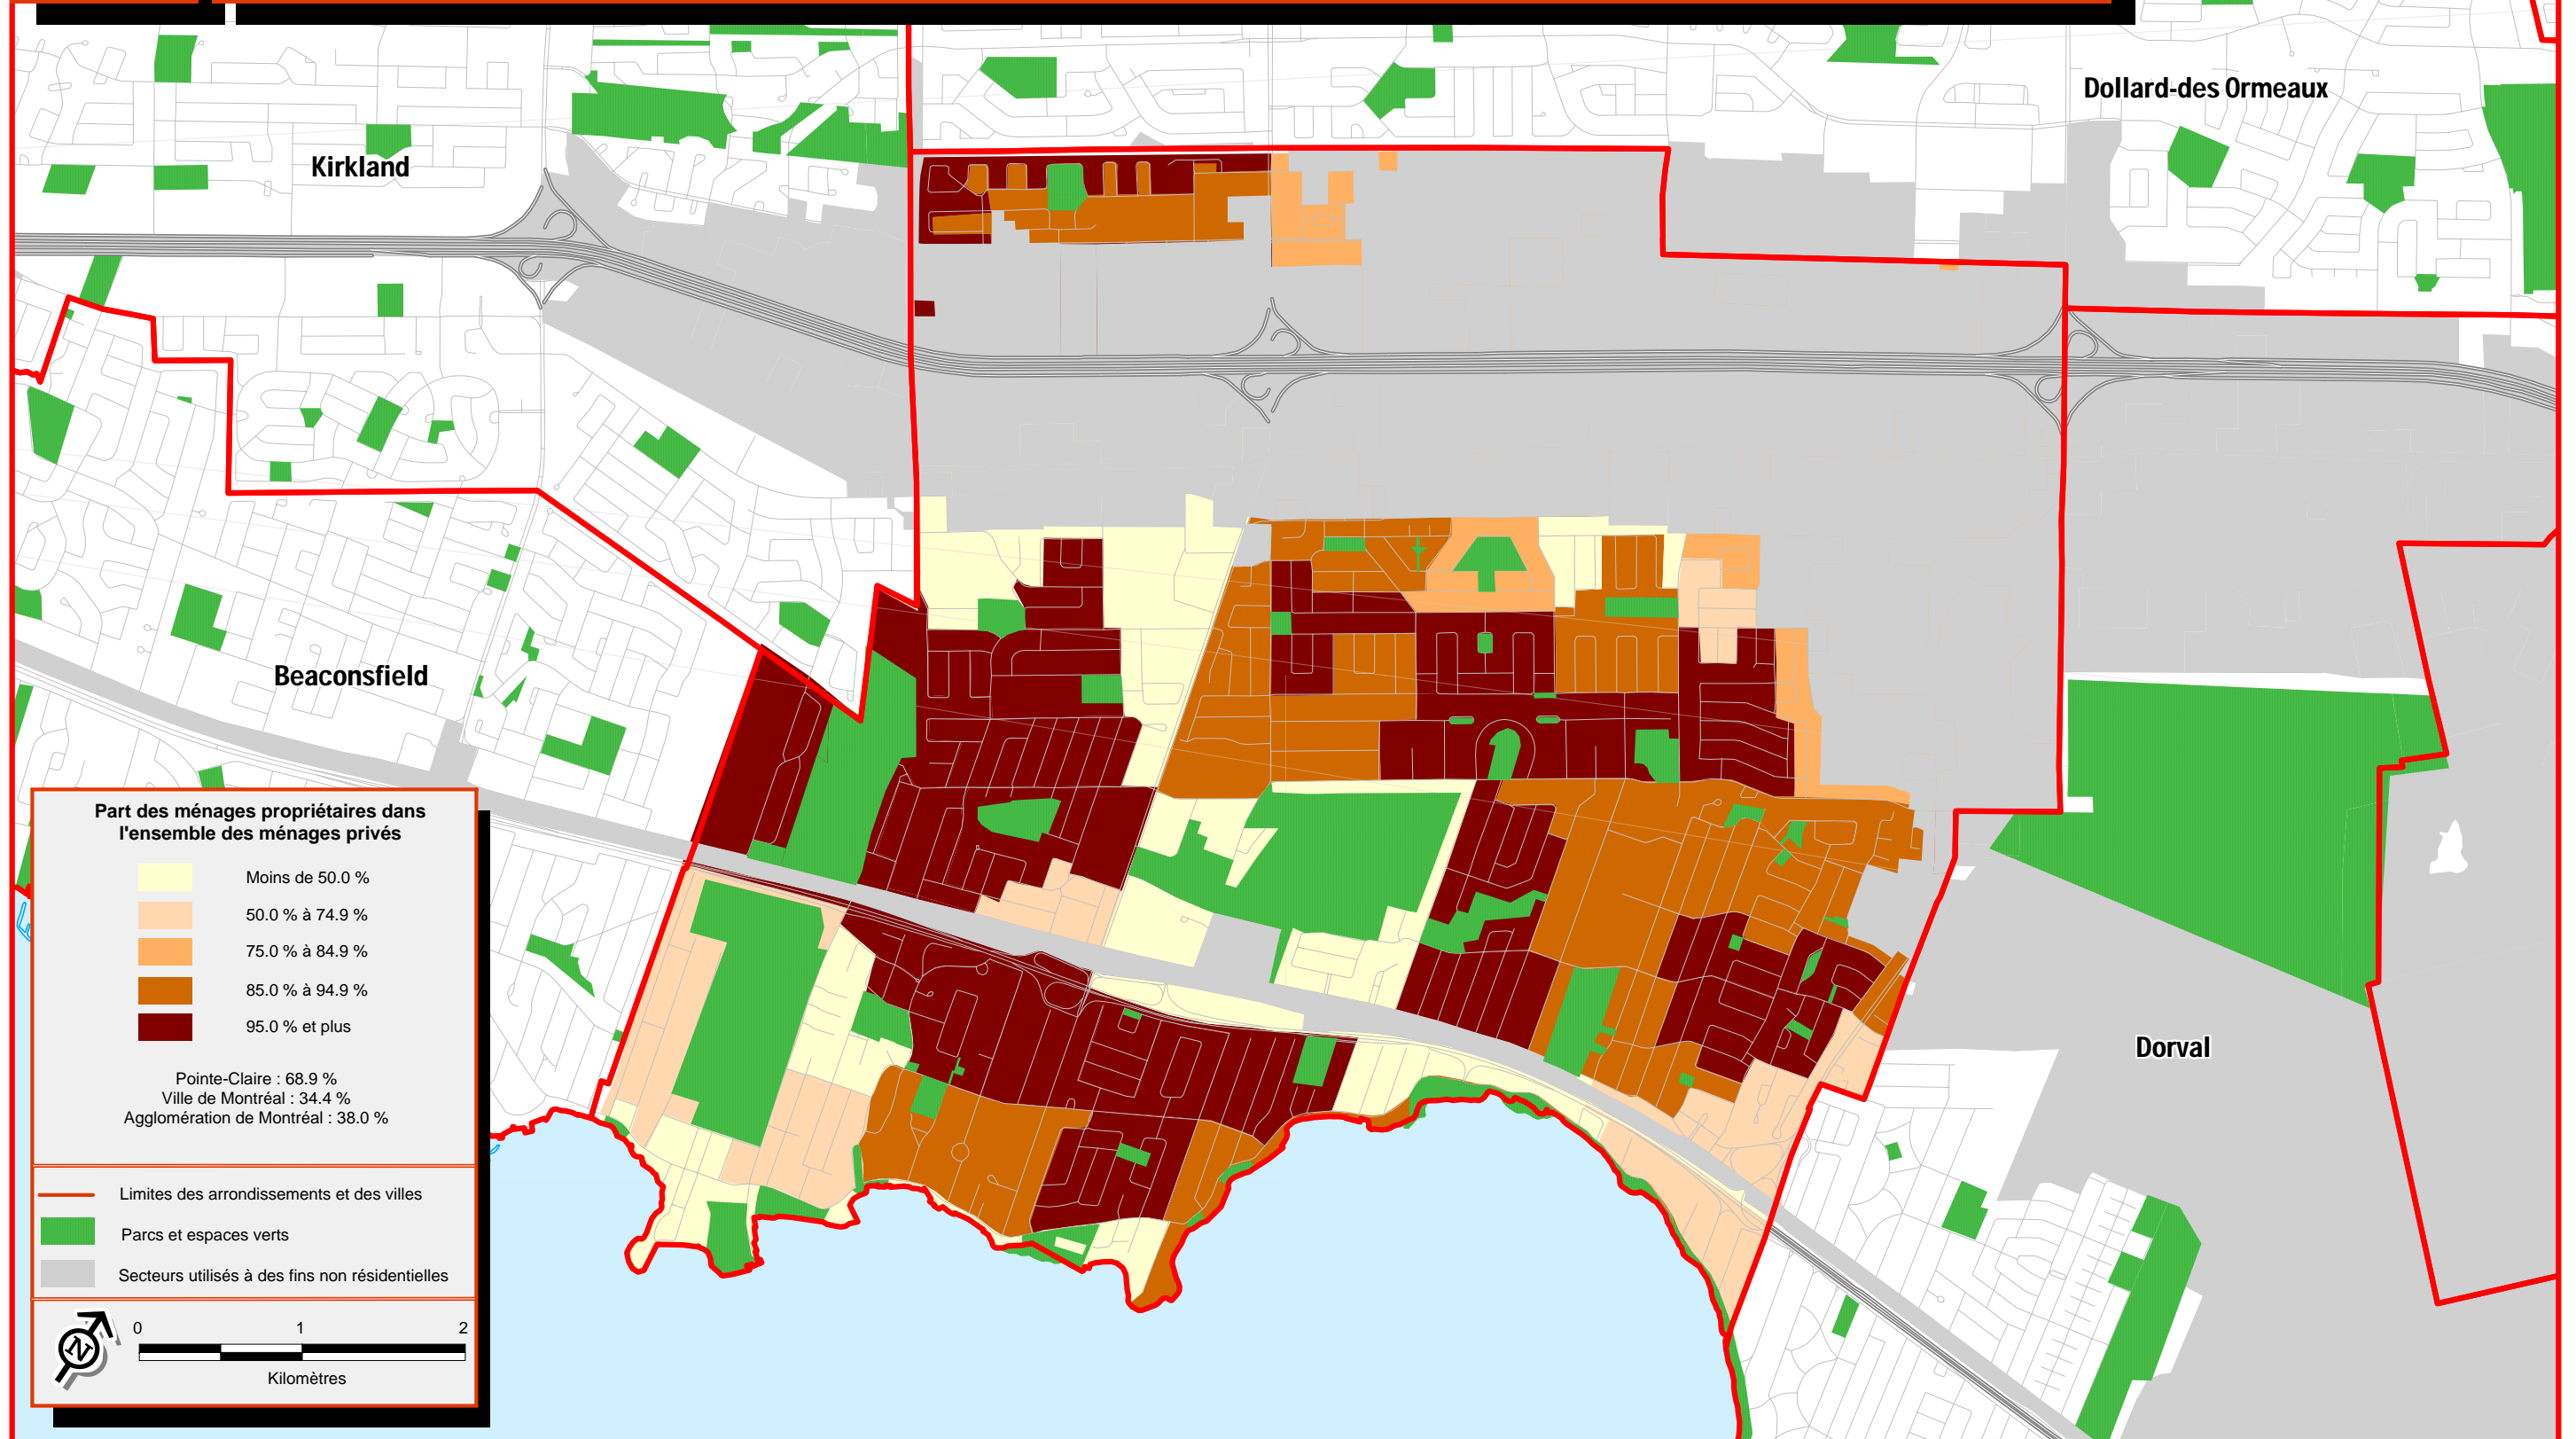 Dollard-des Ormeaux
Kirkland
Beaconsfield
Dorval
Part des ménages propriétaires dans
l'ensemble des ménages privés
Moins de 50.0 %
50.0 % à 74.9 %
75.0 % à 84.9 %
85.0 % à 94.9 %
95.0 % et plus
Pointe-Claire : 68.9 %
Ville de Montréal : 34.4 %
Agglomération de Montréal : 38.0 %
Limites des arrondissements et des villes
Parcs et espaces verts
Secteurs utilisés à des fins non résidentielles
N
0 1 2
Kilomètres